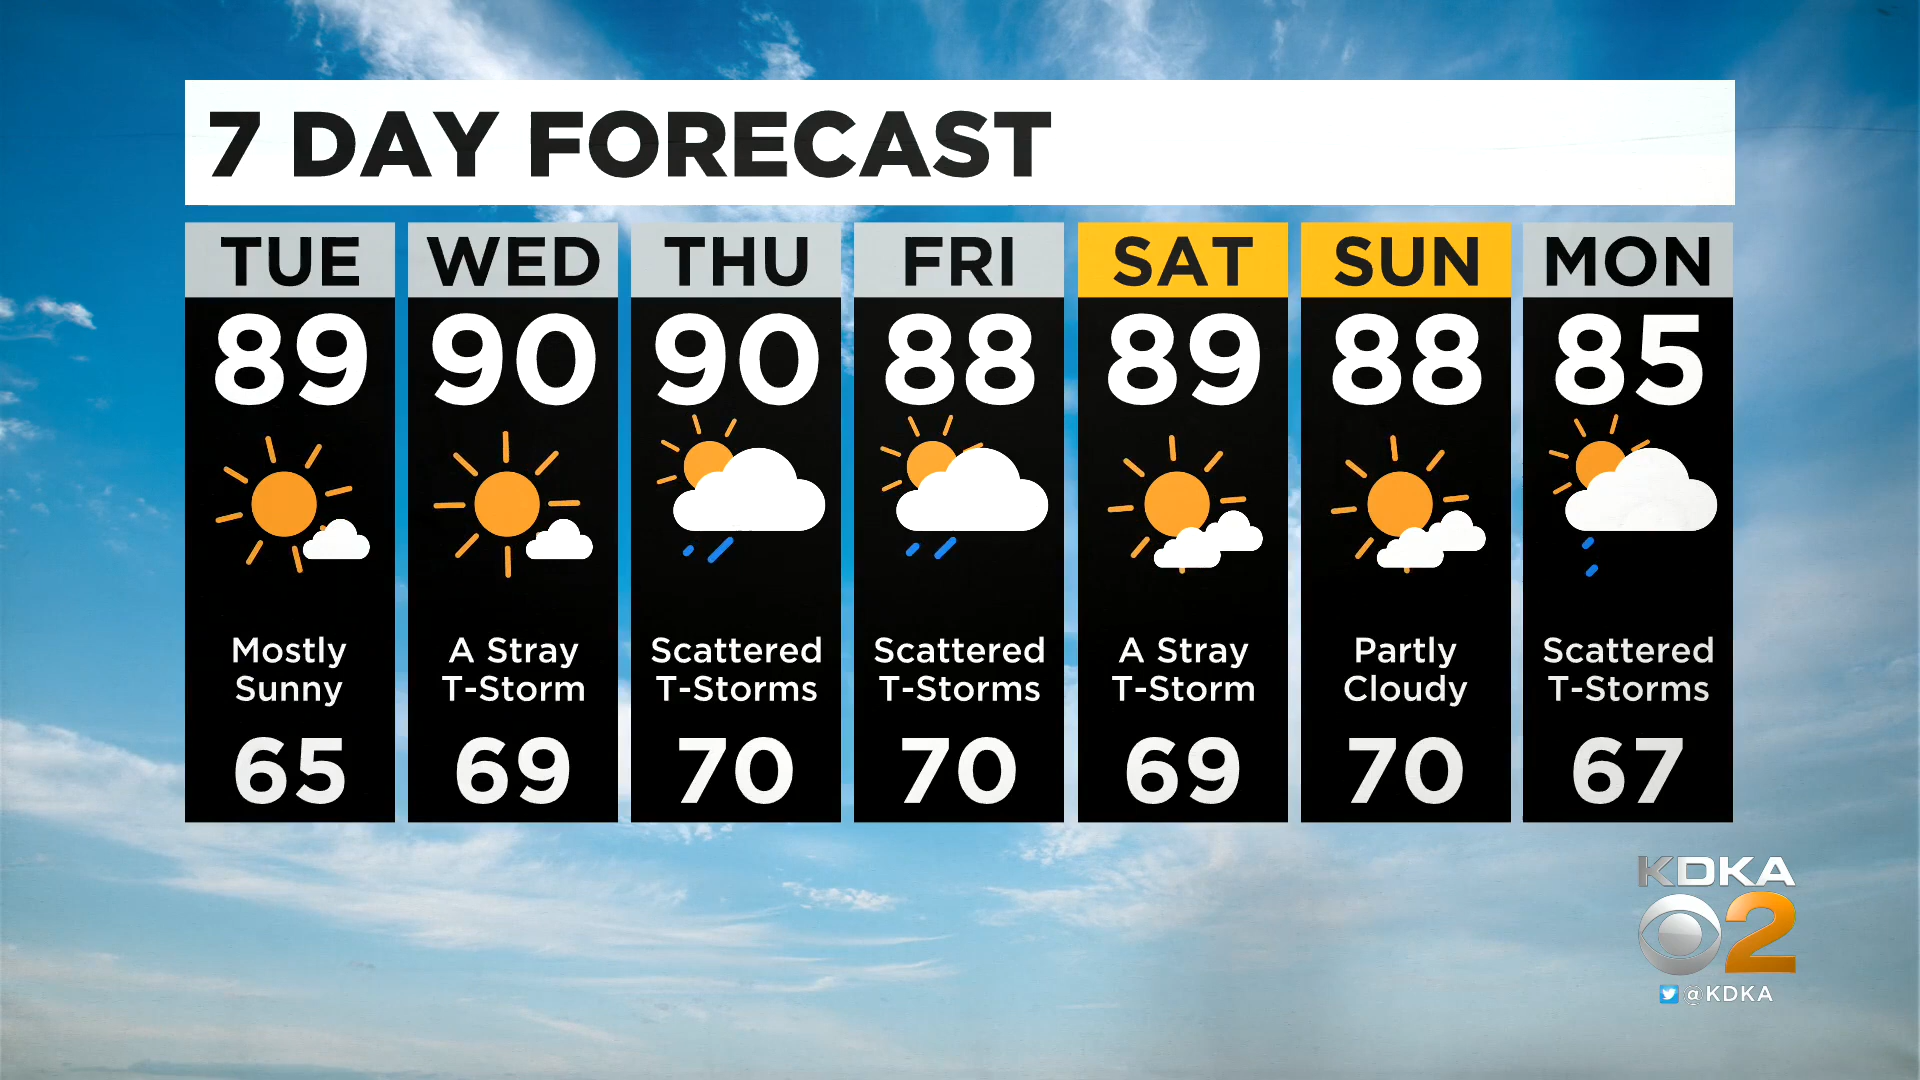 7 DAY FORECAST
TUE WED THU FRI SAT SUN MON
89 90 90 88 89 88 85
Mostly A Stray Scattered Scattered A Stray Partly Scattered
Sunny T-Storm T-Storms T-Storms T-Storm Cloudy T-Storms
65 69 70 70 69 70 67
KDKA
2
@KDKA